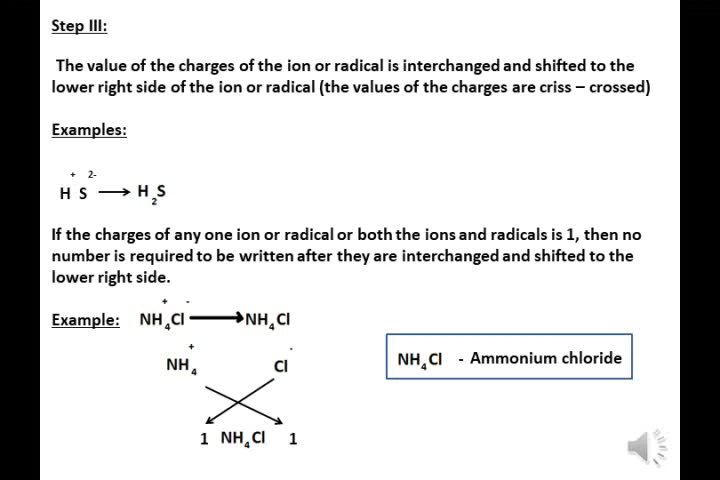 Step III:
The value of the charges of the ion or radical is interchanged and shifted to the
lower right side of the ion or radical (the values of the charges are criss – crossed)
Examples:
+ 2-
H S ⟶ H₂S
If the charges of any one ion or radical or both the ions and radicals is 1, then no
number is required to be written after they are interchanged and shifted to the
lower right side.
+ -
Example: NH₄Cl ⟶ NH₄Cl
+ -
NH₄ Cl
NH₄Cl - Ammonium chloride
1 NH₄Cl 1